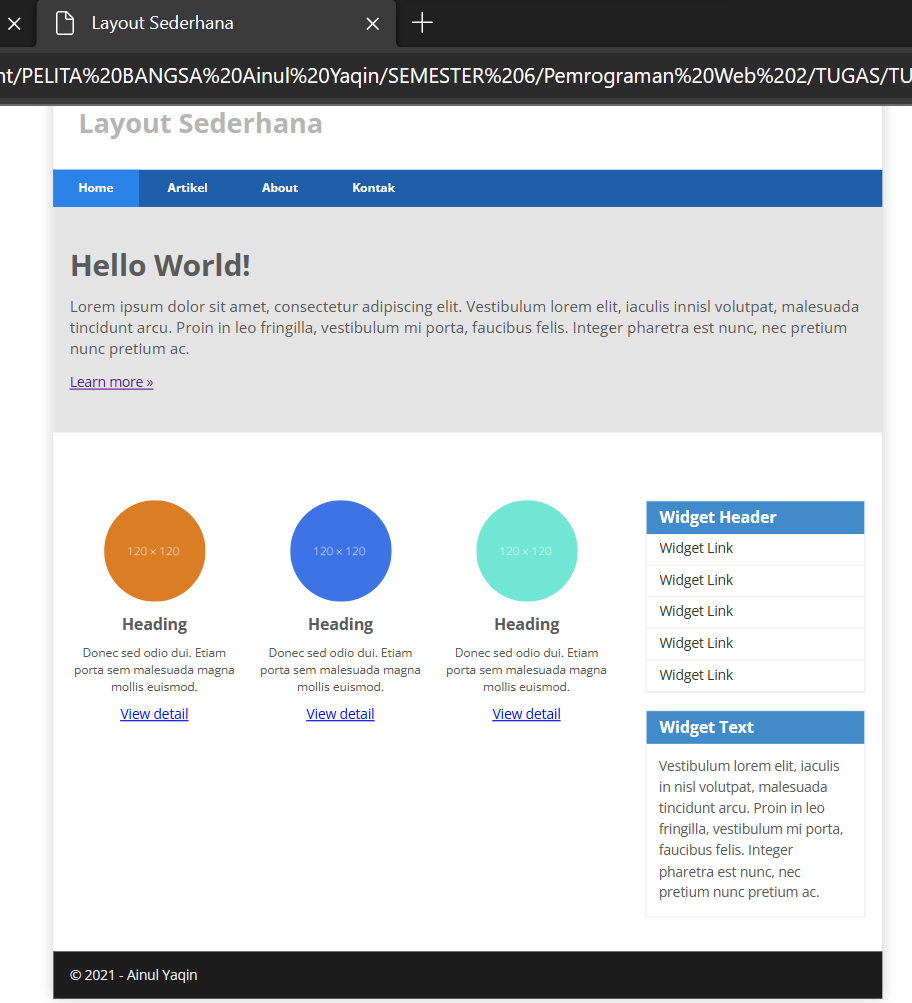 Layout Sederhana
nt/PELITA%20BANGSA%20Ainul%20Yaqin/SEMESTER%206/Pemrograman%20Web%202/TUGAS/TU
Layout Sederhana
Home Artikel About Kontak
Hello World!
Lorem ipsum dolor sit amet, consectetur adipiscing elit. Vestibulum lorem elit, iaculis innisl volutpat, malesuada
tincidunt arcu. Proin in leo fringilla, vestibulum mi porta, faucibus felis. Integer pharetra est nunc, nec pretium
nunc pretium ac.
Learn more »
120 × 120
Heading
Donec sed odio dui. Etiam
porta sem malesuada magna
mollis euismod.
View detail
120 × 120
Heading
Donec sed odio dui. Etiam
porta sem malesuada magna
mollis euismod.
View detail
120 × 120
Heading
Donec sed odio dui. Etiam
porta sem malesuada magna
mollis euismod.
View detail
Widget Header
Widget Link
Widget Link
Widget Link
Widget Link
Widget Link
Widget Text
Vestibulum lorem elit, iaculis
in nisl volutpat, malesuada
tincidunt arcu. Proin in leo
fringilla, vestibulum mi porta,
faucibus felis. Integer
pharetra est nunc, nec
pretium nunc pretium ac.
© 2021 - Ainul Yaqin